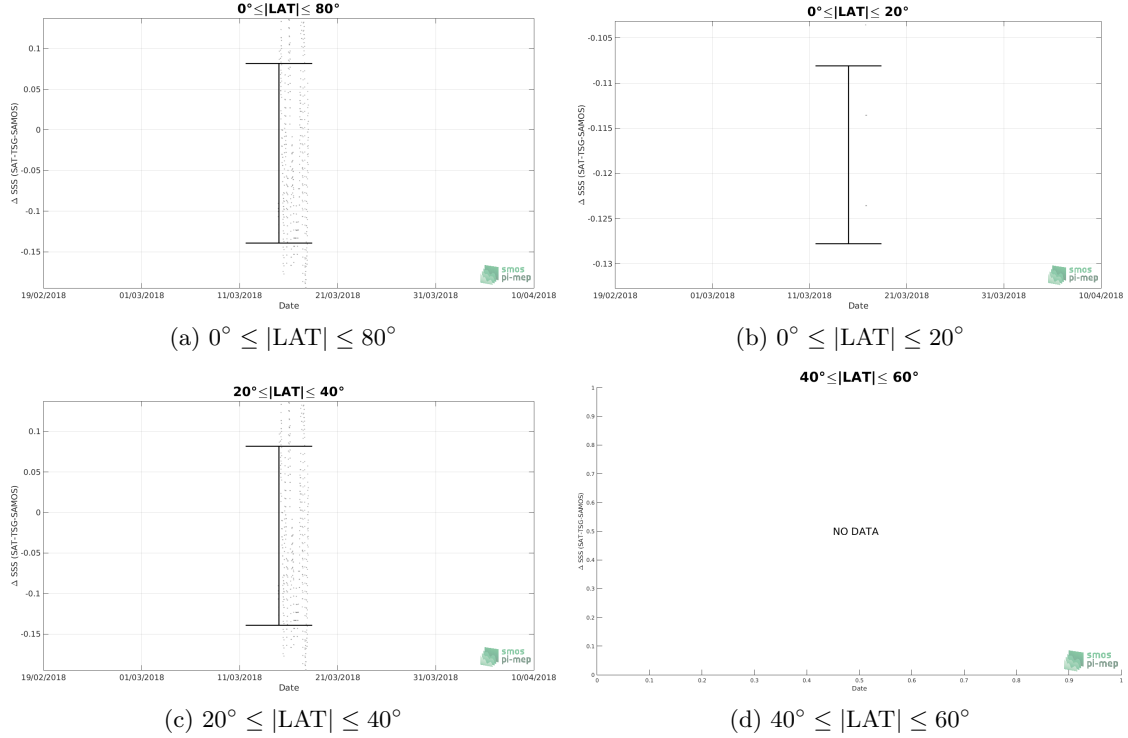 0°≤|LAT|≤ 80°
0.1
0.05
0
-0.05
-0.1
-0.15
Δ SSS (SAT-TSG-SAMOS)
19/02/2018 01/03/2018 11/03/2018 21/03/2018 31/03/2018 10/04/2018
Date
smos
pi-mep
(a) 0° ≤ |LAT| ≤ 80°
0°≤|LAT|≤ 20°
-0.105
-0.11
-0.115
-0.12
-0.125
-0.13
Δ SSS (SAT-TSG-SAMOS)
19/02/2018 01/03/2018 11/03/2018 21/03/2018 31/03/2018 10/04/2018
Date
smos
pi-mep
(b) 0° ≤ |LAT| ≤ 20°
20°≤|LAT|≤ 40°
0.1
0.05
0
-0.05
-0.1
-0.15
Δ SSS (SAT-TSG-SAMOS)
19/02/2018 01/03/2018 11/03/2018 21/03/2018 31/03/2018 10/04/2018
Date
smos
pi-mep
(c) 20° ≤ |LAT| ≤ 40°
40°≤|LAT|≤ 60°
1
0.9
0.8
0.7
0.6
0.5
0.4
0.3
0.2
0.1
0
Δ SSS (SAT-TSG-SAMOS)
NO DATA
0 0.1 0.2 0.3 0.4 0.5 0.6 0.7 0.8 0.9 1
Date
smos
pi-mep
(d) 40° ≤ |LAT| ≤ 60°